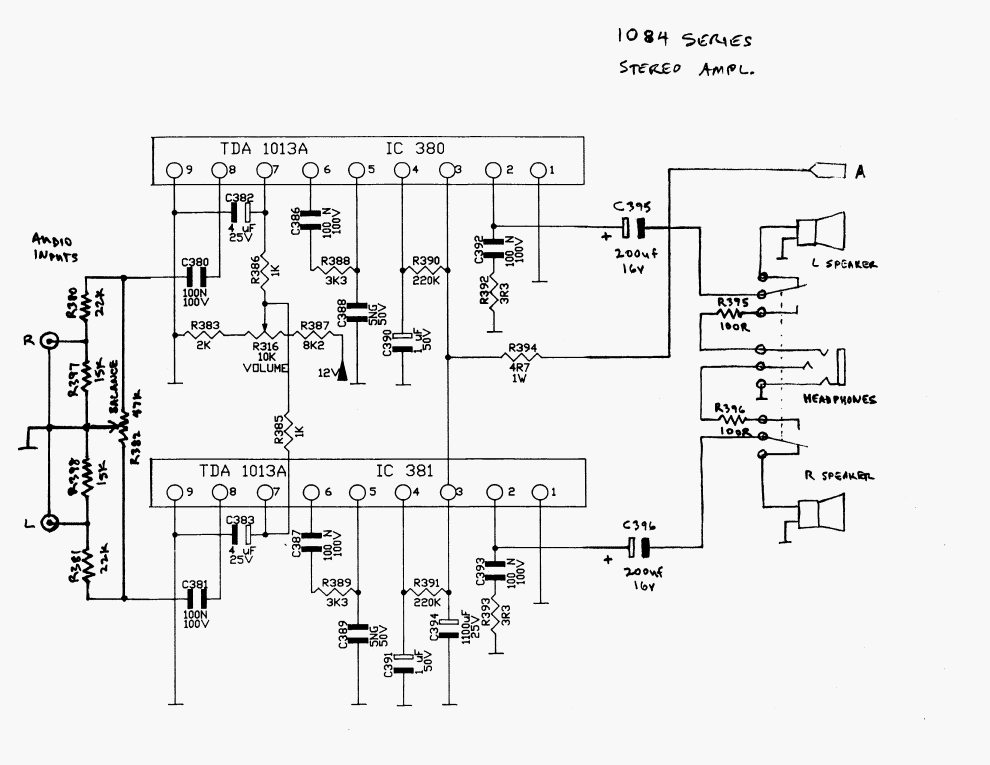 1084 SERIES
STEREO AMPL.
TDA 1013A
IC 380
9 8 7 6 5 4 3 2 1
A
C382
4 uF
25V
C386
100 N
100V
C395
+
200uf
16V
L SPEAKER
AUDIO
INPUTS
C380
100N
100V
R386
1K
R388
3K3
R390
220K
C392
100 N
100V
R392
3R3
R380
22K
C388
5NG
50V
R395
100R
R383
2K
R316
10K
VOLUME
R387
8K2
12V
C390
1 uF
50V
R394
4R7
1W
R
R397
15K
BALANCE
47K
R382
HEADPHONES
R396
100R
R385
1K
R398
15K
TDA 1013A
IC 381
9 8 7 6 5 4 3 2 1
R SPEAKER
L
C383
4 uF
25V
C387
100 N
100V
C396
+
200uf
16V
R381
22K
C381
100N
100V
R389
3K3
R391
220K
C393
100 N
100V
R393
3R3
C389
5NG
50V
C394
1100uF
25V
C391
1 uF
50V